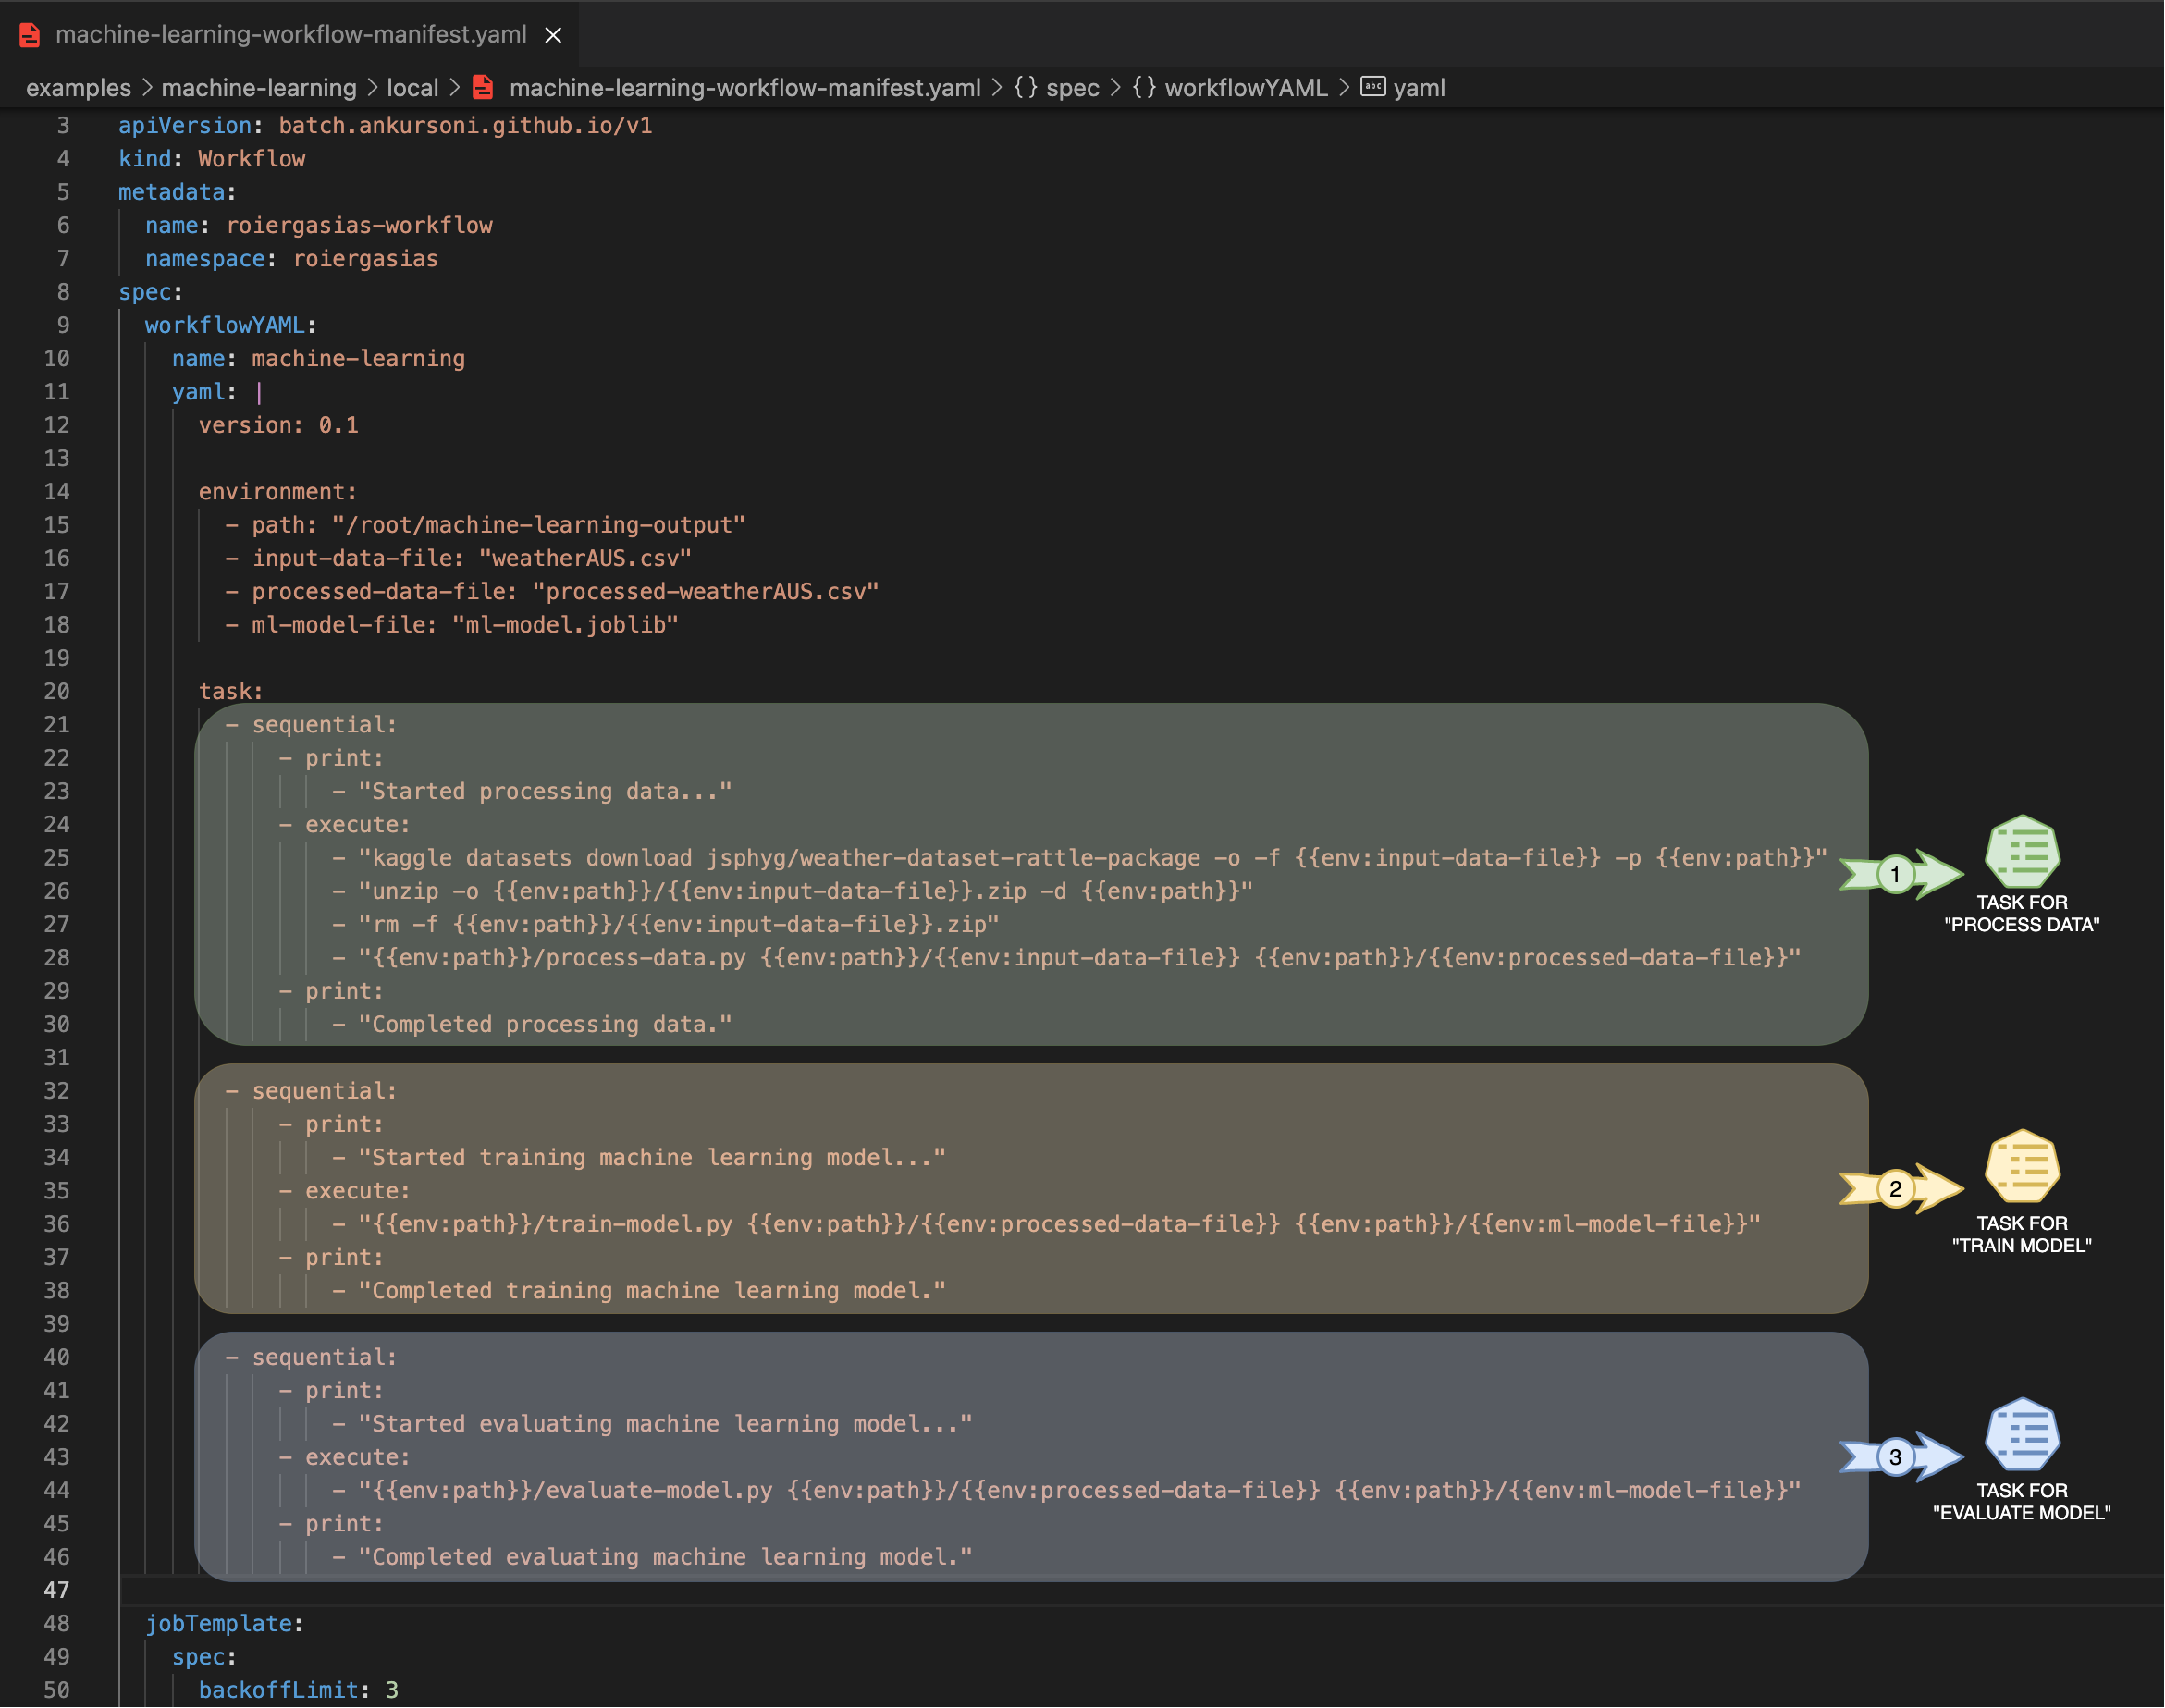 machine-learning-workflow-manifest.yaml
examples > machine-learning > local > machine-learning-workflow-manifest.yaml > {} spec > {} workflowYAML > abc yaml
3 apiVersion: batch.ankursoni.github.io/v1
4 kind: Workflow
5 metadata:
6   name: roiergasias-workflow
7   namespace: roiergasias
8 spec:
9   workflowYAML:
10     name: machine-learning
11     yaml: |
12       version: 0.1
13
14       environment:
15         - path: "/root/machine-learning-output"
16         - input-data-file: "weatherAUS.csv"
17         - processed-data-file: "processed-weatherAUS.csv"
18         - ml-model-file: "ml-model.joblib"
19
20       task:
21         - sequential:
22             - print:
23                 - "Started processing data..."
24             - execute:
25                 - "kaggle datasets download jsphyg/weather-dataset-rattle-package -o -f {{env:input-data-file}} -p {{env:path}}"
26                 - "unzip -o {{env:path}}/{{env:input-data-file}}.zip -d {{env:path}}"
27                 - "rm -f {{env:path}}/{{env:input-data-file}}.zip"
28                 - "{{env:path}}/process-data.py {{env:path}}/{{env:input-data-file}} {{env:path}}/{{env:processed-data-file}}"
29             - print:
30                 - "Completed processing data."
1
TASK FOR
"PROCESS DATA"
31
32         - sequential:
33             - print:
34                 - "Started training machine learning model..."
35             - execute:
36                 - "{{env:path}}/train-model.py {{env:path}}/{{env:processed-data-file}} {{env:path}}/{{env:ml-model-file}}"
37             - print:
38                 - "Completed training machine learning model."
2
TASK FOR
"TRAIN MODEL"
39
40         - sequential:
41             - print:
42                 - "Started evaluating machine learning model..."
43             - execute:
44                 - "{{env:path}}/evaluate-model.py {{env:path}}/{{env:processed-data-file}} {{env:path}}/{{env:ml-model-file}}"
45             - print:
46                 - "Completed evaluating machine learning model."
3
TASK FOR
"EVALUATE MODEL"
47
48   jobTemplate:
49     spec:
50       backoffLimit: 3